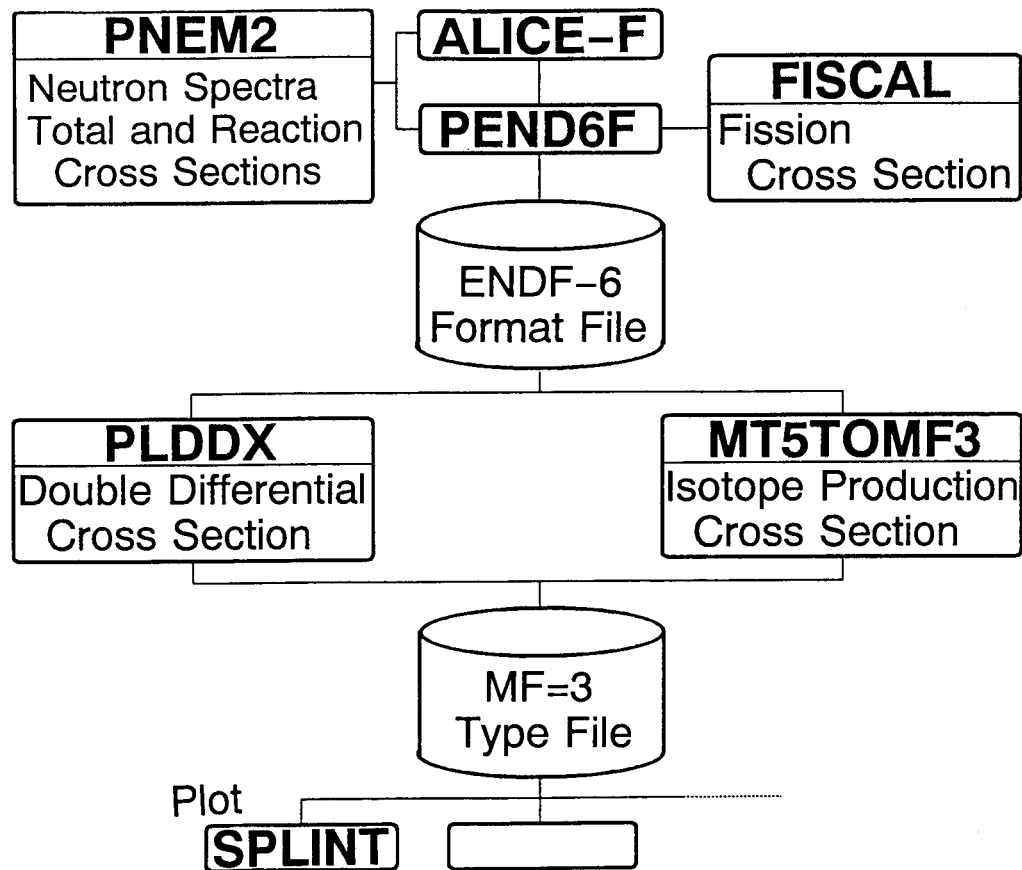 PNEM2
Neutron Spectra
Total and Reaction
Cross Sections
ALICE–F
PEND6F
FISCAL
Fission
Cross Section
ENDF–6
Format File
PLDDX
Double Differential
Cross Section
MT5TOMF3
Isotope Production
Cross Section
MF=3
Type File
Plot
SPLINT